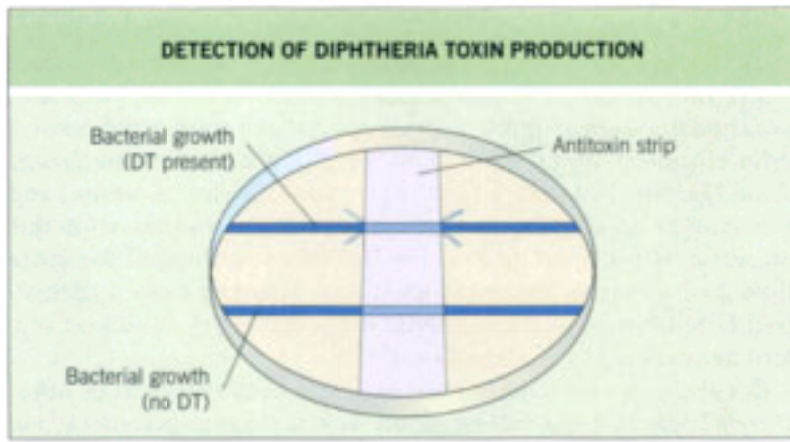 DETECTION OF DIPHTHERIA TOXIN PRODUCTION
Bacterial growth
(DT present)
Antitoxin strip
Bacterial growth
(no DT)